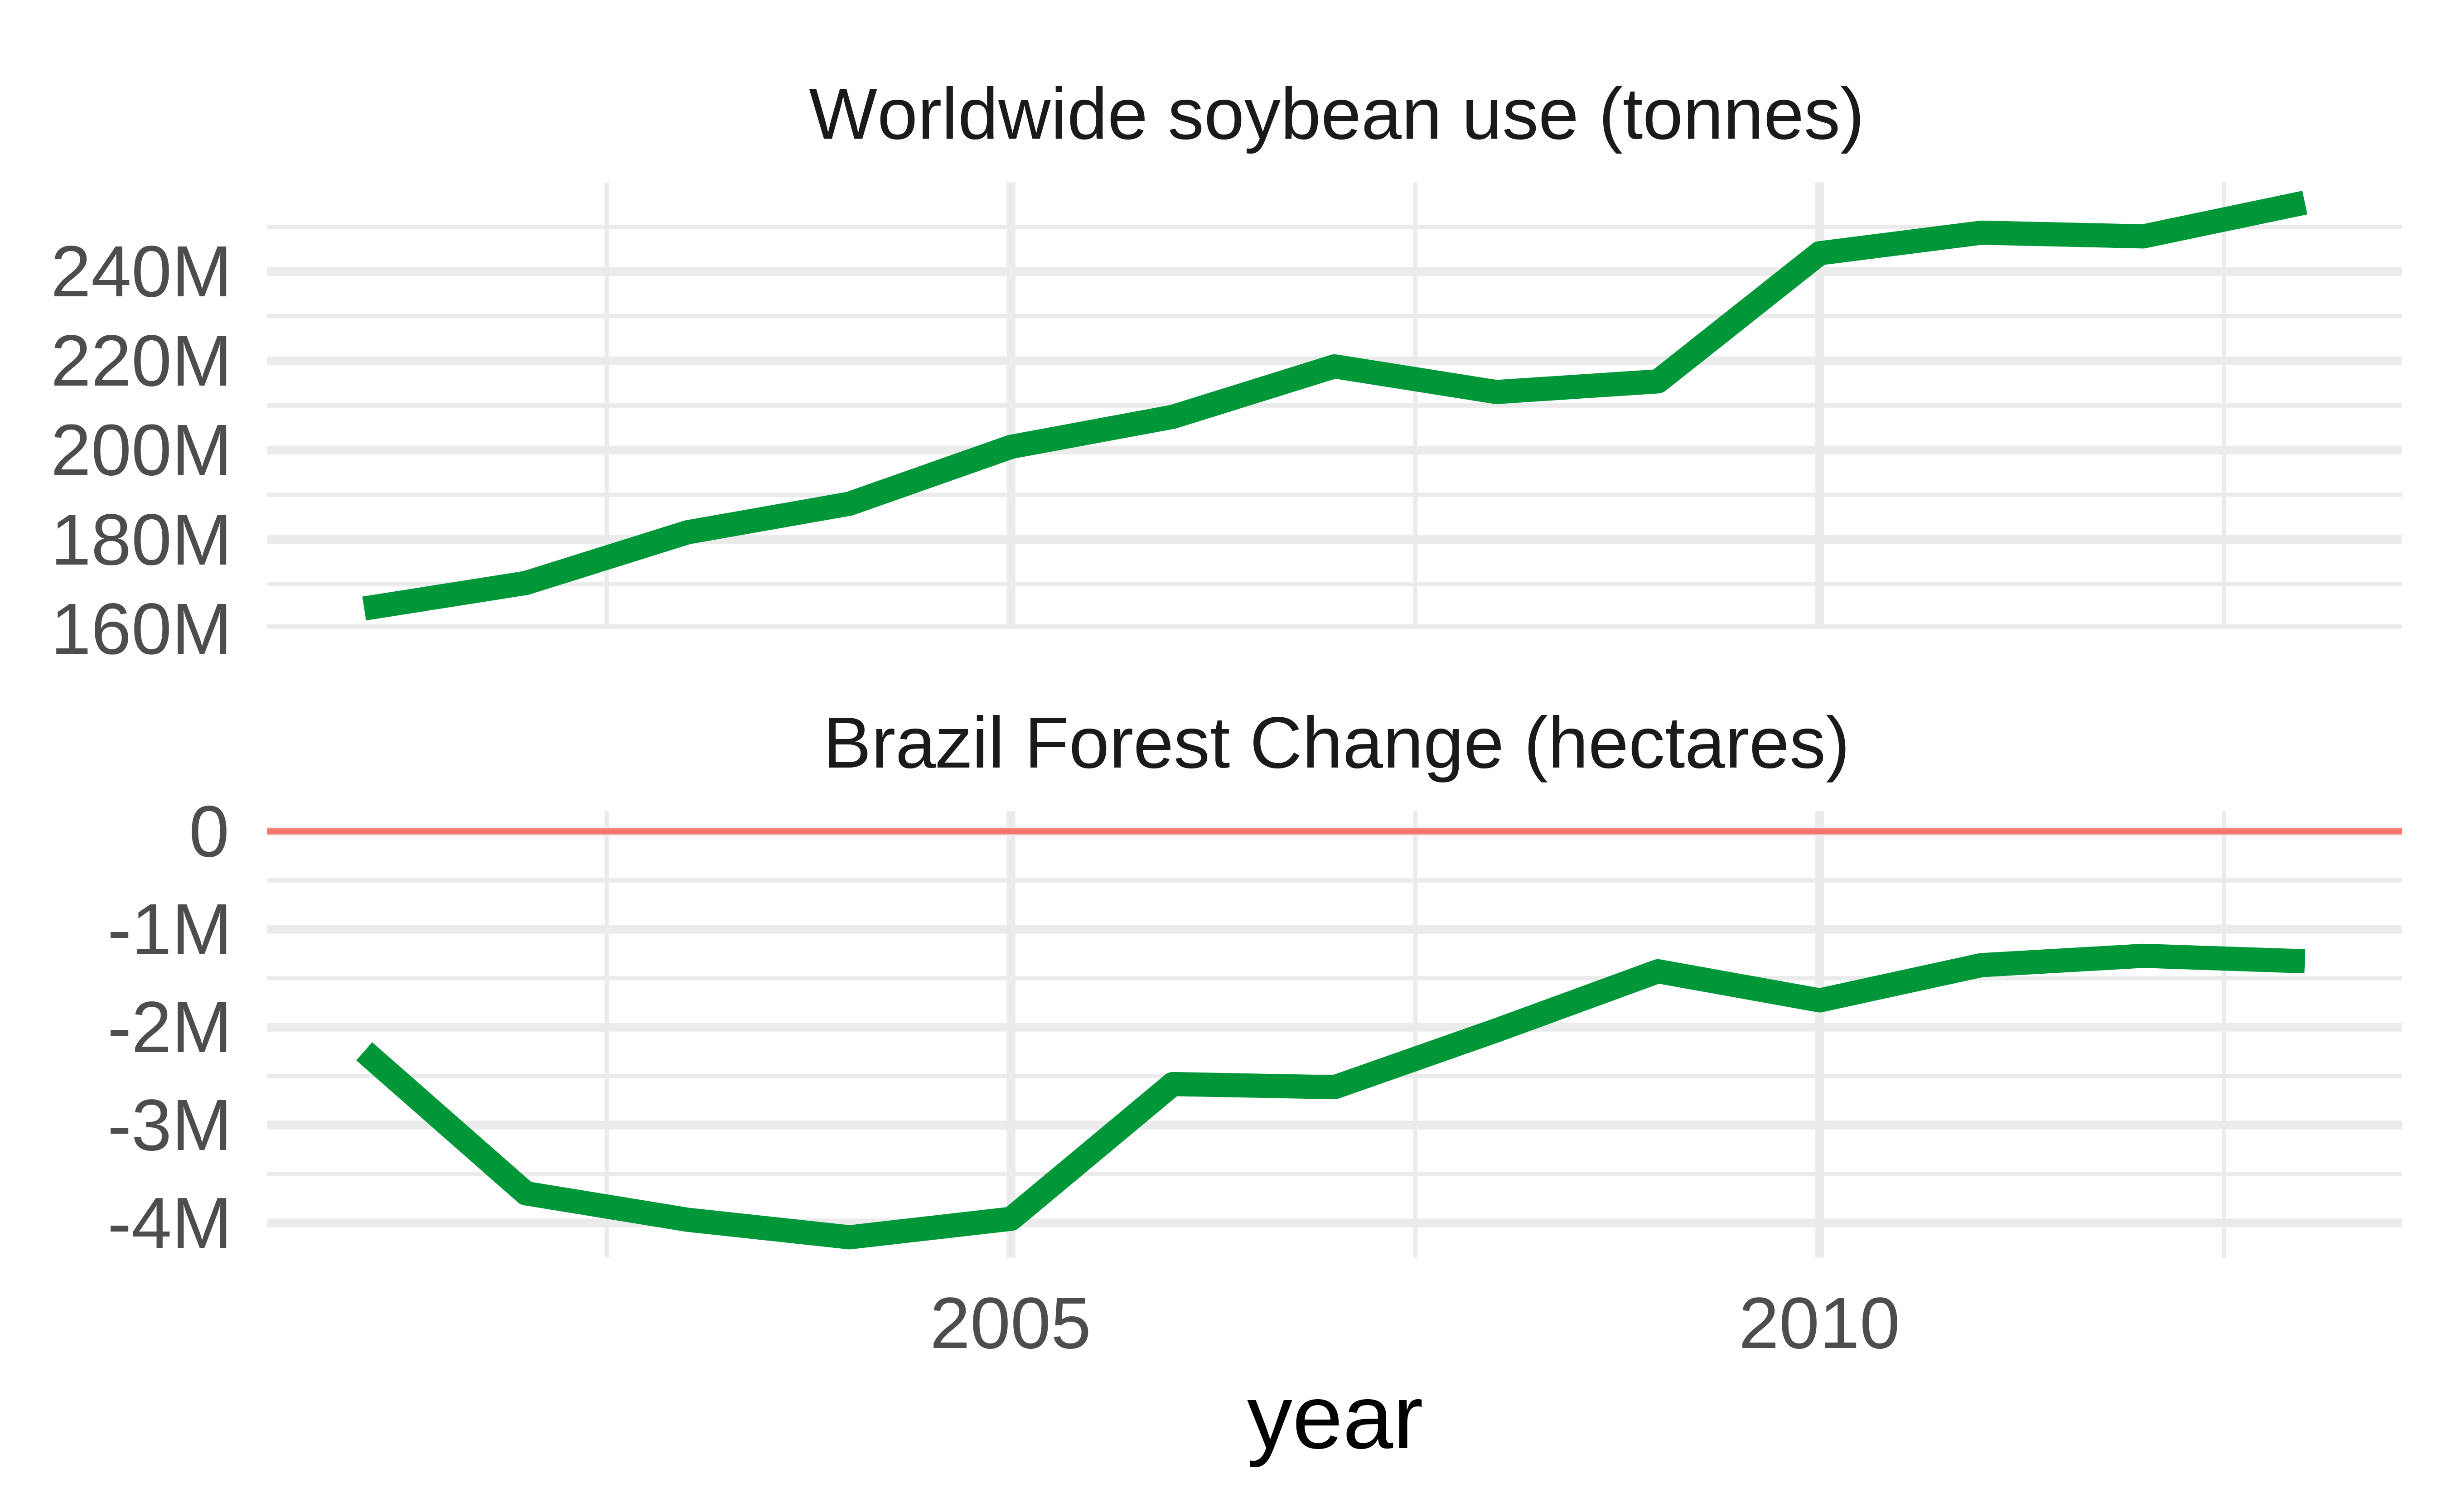 Worldwide soybean use (tonnes)
240M
220M
200M
180M
160M
Brazil Forest Change (hectares)
0
-1M
-2M
-3M
-4M
2005 2010
year